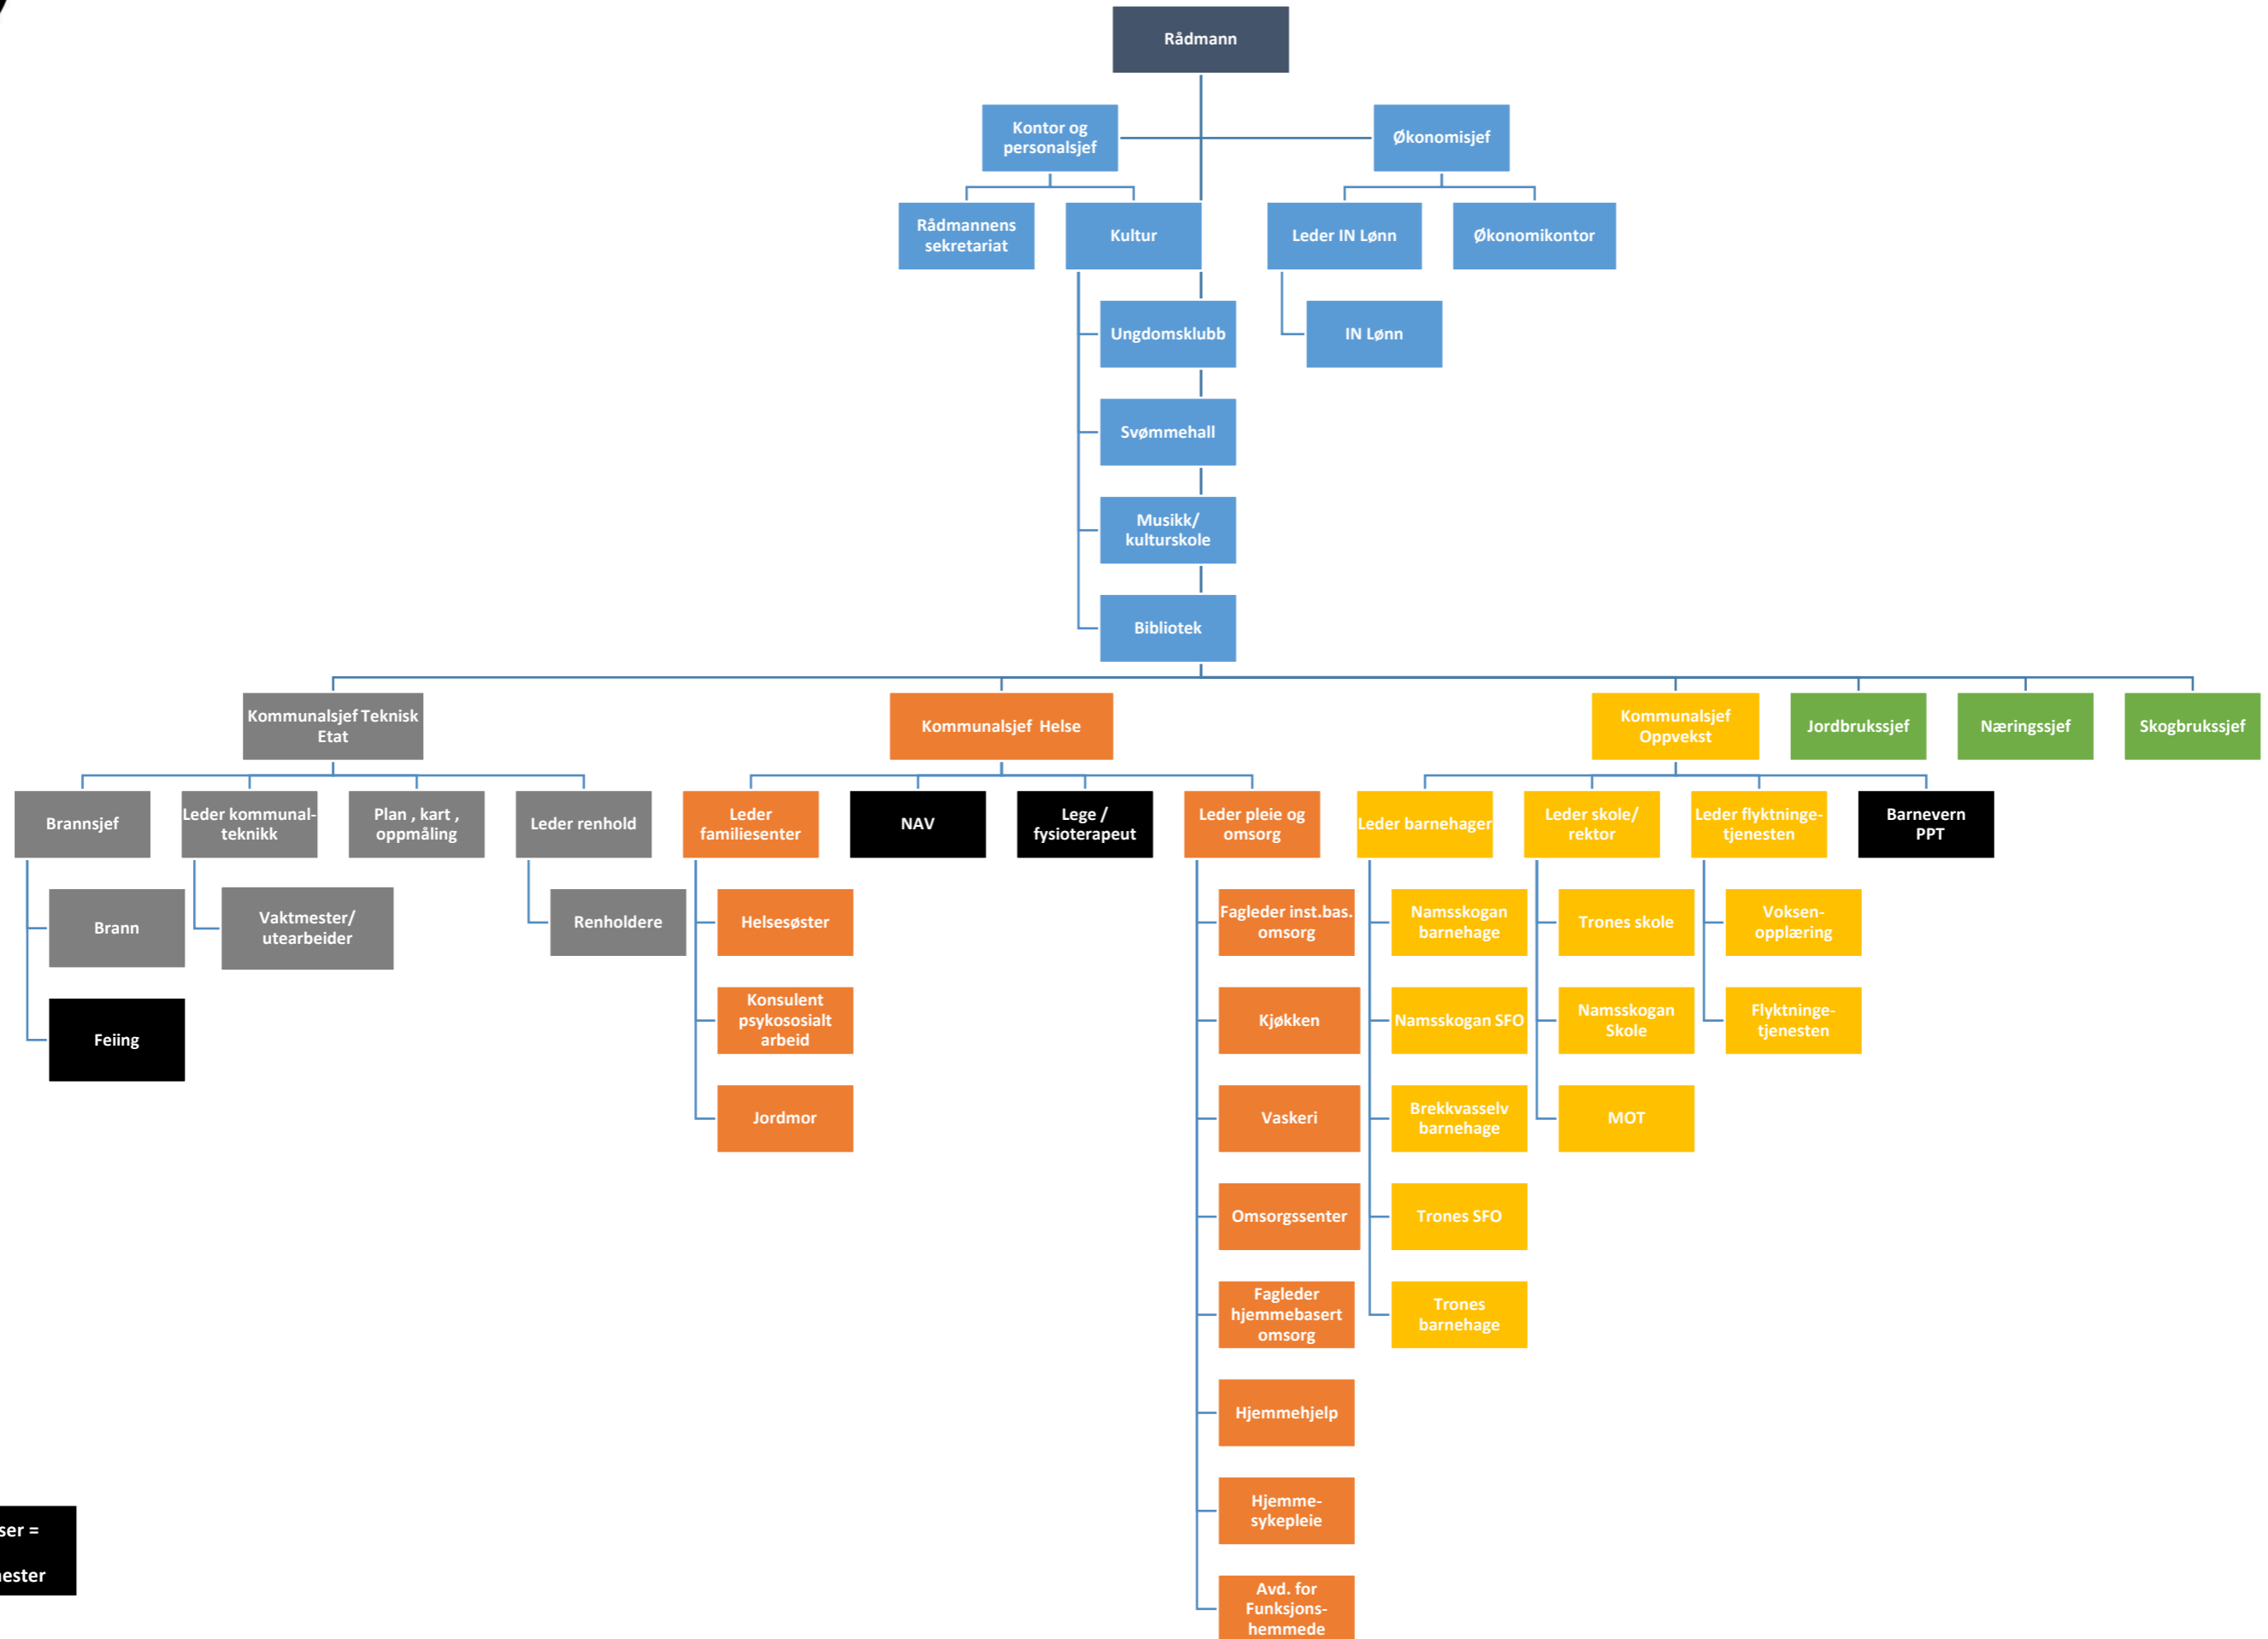 Rådmann
Kontor og
personalsjef
Økonomisjef
Rådmannens
sekretariat
Kultur
Leder IN Lønn
Økonomikontor
Ungdomsklubb
IN Lønn
Svømmehall
Musikk/
kulturskole
Bibliotek
Kommunalsjef Teknisk
Etat
Kommunalsjef Helse
Kommunalsjef
Oppvekst
Jordbrukssjef
Næringssjef
Skogbrukssjef
Brannsjef
Leder kommunal-
teknikk
Plan , kart ,
oppmåling
Leder renhold
Leder
familiesenter
NAV
Lege /
fysioterapeut
Leder pleie og
omsorg
Leder barnehager
Leder skole/
rektor
Leder flyktninge-
tjenesten
Barnevern
PPT
Brann
Vaktmester/
utearbeider
Renholdere
Helsesøster
Fagleder inst.bas.
omsorg
Namsskogan
barnehage
Trones skole
Voksen-
opplæring
Feiing
Konsulent
psykososialt
arbeid
Kjøkken
Namsskogan SFO
Namsskogan
Skole
Flyktninge-
tjenesten
Jordmor
Vaskeri
Brekkvasselv
barnehage
MOT
Omsorgssenter
Trones SFO
Fagleder
hjemmebasert
omsorg
Trones
barnehage
Hjemmehjelp
Hjemme-
sykepleie
Avd. for
Funksjons-
hemmede
ser =
nester